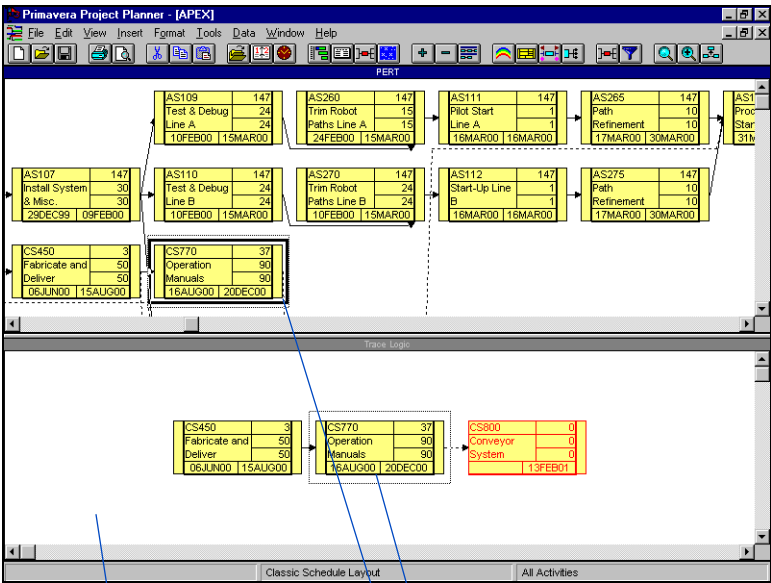 Primavera Project Planner - [APEX]
File Edit View Insert Format Tools Data Window Help
PERT
AS109 147
Test & Debug 24
Line A 24
10FEB00 15MAR00
AS260 147
Trim Robot 15
Paths Line A 15
24FEB00 15MAR00
AS111 147
Pilot Start 1
Line A 1
16MAR00 16MAR00
AS265 147
Path 10
Refinement 10
17MAR00 30MAR00
AS1
Proc
Star
31M
AS107 147
Install System 30
& Misc. 30
29DEC99 09FEB00
AS110 147
Test & Debug 24
Line B 24
10FEB00 15MAR00
AS270 147
Trim Robot 24
Paths Line B 24
10FEB00 15MAR00
AS112 147
Start-Up Line 1
B 1
16MAR00 16MAR00
AS275 147
Path 10
Refinement 10
17MAR00 30MAR00
CS450 3
Fabricate and 50
Deliver 50
06JUN00 15AUG00
CS770 37
Operation 90
Manuals 90
16AUG00 20DEC00
Trace Logic
CS450 3
Fabricate and 50
Deliver 50
06JUN00 15AUG00
CS770 37
Operation 90
Manuals 90
16AUG00 20DEC00
CS800 0
Conveyor 0
System 0
13FEB01
Classic Schedule Layout All Activities